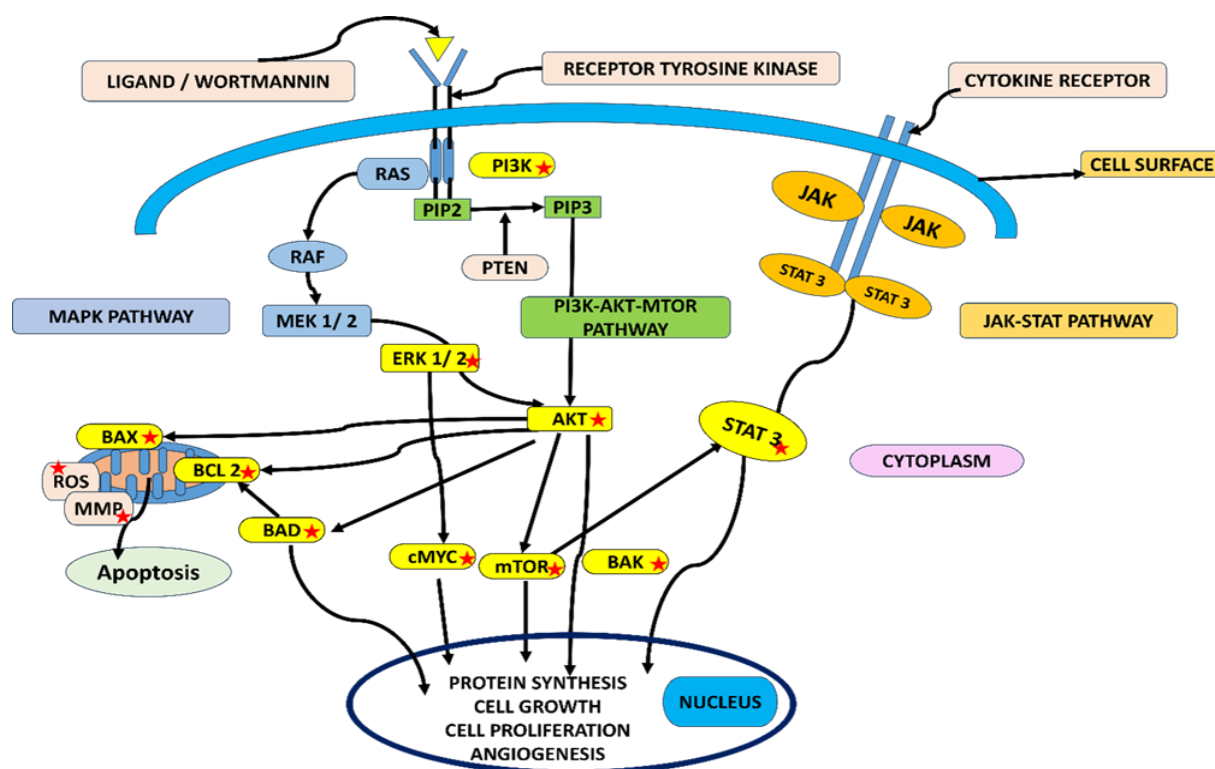 LIGAND / WORTMANNIN
RECEPTOR TYROSINE KINASE
CYTOKINE RECEPTOR
CELL SURFACE
RAS
PI3K
PIP2
PIP3
JAK
JAK
RAF
PTEN
STAT 3
STAT 3
MAPK PATHWAY
MEK 1/ 2
PI3K-AKT-MTOR
PATHWAY
JAK-STAT PATHWAY
ERK 1/ 2
AKT
STAT 3
BAX
BCL 2
ROS
MMP
CYTOPLASM
BAD
cMYC
mTOR
BAK
Apoptosis
PROTEIN SYNTHESIS
CELL GROWTH
CELL PROLIFERATION
ANGIOGENESIS
NUCLEUS